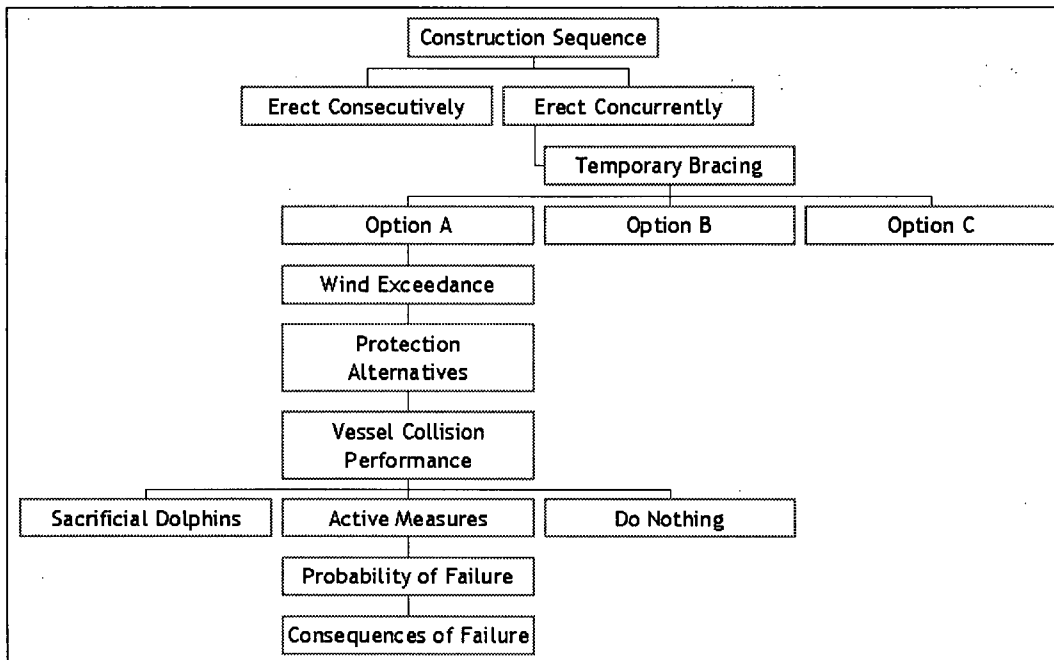 Construction Sequence
Erect Consecutively
Erect Concurrently
Temporary Bracing
Option A
Option B
Option C
Wind Exceedance
Protection
Alternatives
Vessel Collision
Performance
Sacrificial Dolphins
Active Measures
Do Nothing
Probability of Failure
Consequences of Failure